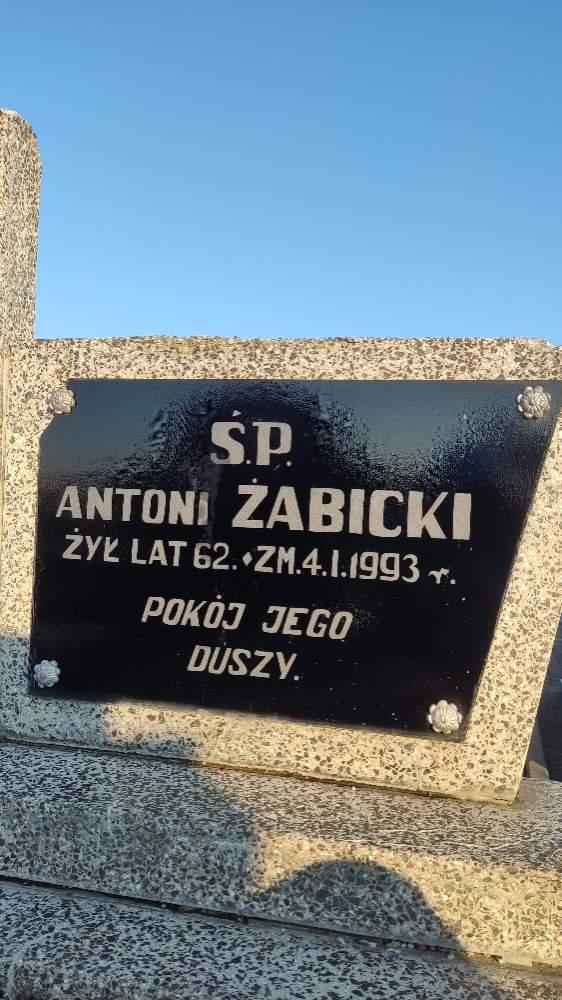 Ś.P.
ANTONI ŻABICKI
ŻYŁ LAT 62.♦ZM.4.I.1993 r.
POKÓJ JEGO
DUSZY.